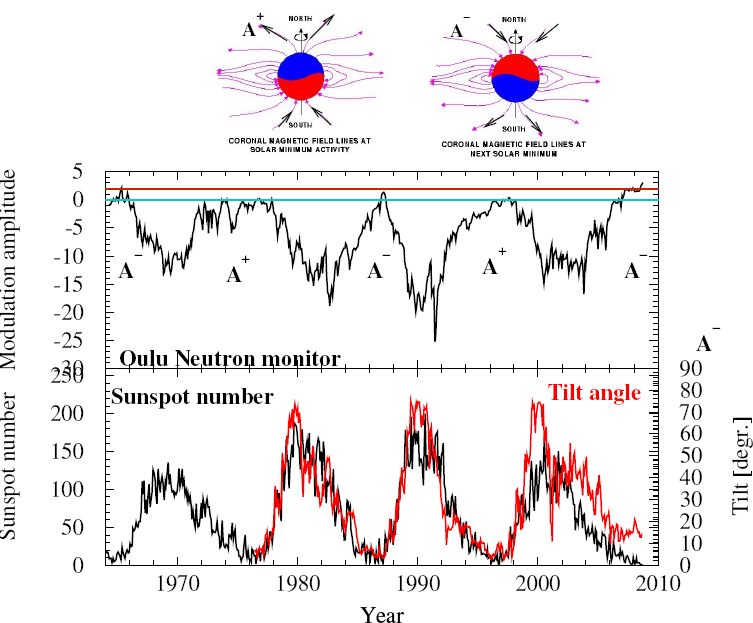 A+
NORTH
SOUTH
CORONAL MAGNETIC FIELD LINES AT
SOLAR MINIMUM ACTIVITY
A−
NORTH
SOUTH
CORONAL MAGNETIC FIELD LINES AT
NEXT SOLAR MINIMUM
Modulation amplitude
5
0
-5
-10
-15
-20
-25
-30
A−
A+
A−
A+
A−
A−
Oulu Neutron monitor
Sunspot number
250
200
150
100
50
0
Sunspot number
Tilt angle
90
80
70
60
50
40
30
20
10
0
Tilt [degr.]
1970
1980
1990
2000
2010
Year